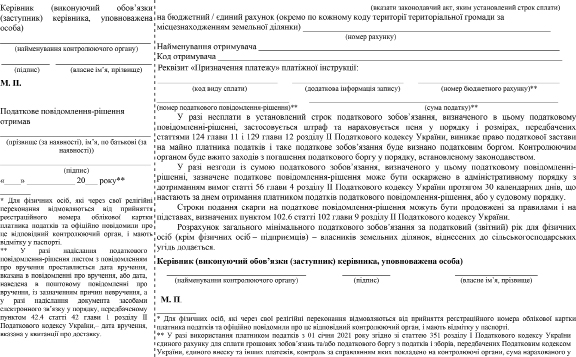 Керівник (виконуючий обов’язки
(заступник керівника, уповноважена
особа)
(найменування контролюючого органу)
(підпис) (власне ім’я, прізвище)
М. П.
Податкове повідомлення-рішення
отримав
(прізвище (за наявності), ім’я, по батькові (за
наявності))
(підпис)
«___» __________ 20___ року**
* Для фізичних осіб, які через свої релігійні
переконання відмовляються від прийняття
реєстраційного номера облікової картки
платника податків та офіційно повідомили про
це відповідний контролюючий орган, і мають
відмітку у паспорті.
** У разі надіслання податкового
повідомлення-рішення листом з повідомленням
про вручення проставляється дата вручення,
вказана в повідомленні про вручення, або дата,
наведена в поштовому повідомленні про
вручення, із зазначенням причин невручення, а
у разі надіслання документа засобами
електронного зв’язку у порядку, передбаченому
пунктом 42.4 статті 42 глави 1 розділу II
Податкового кодексу України,- дата вручення,
вказана у квитанції про доставку.
(вказати законодавчий акт, яким установлений строк сплати)
на бюджетний / єдиний рахунок (окремо по кожному коду території територіальної громади за
місцезнаходженням земельної ділянки)
(номер рахунку)
Найменування отримувача
Код отримувача
Реквізит «Призначення платежу» платіжної інструкції:
(код виду сплати) (додаткова інформація запису) (номер бюджетного рахунку)**
(номер податкового повідомлення-рішення)** (сума податку)**
У разі несплати в установлений строк податкового зобов’язання, визначеного в цьому податковому
повідомленні-рішенні, застосовується штраф та нараховується пеня у порядку і розмірах, передбачених
статтями 124 глави 11 і 129 глави 12 розділу II Податкового кодексу України, виникає право податкової застави
на майно платника податків і таке податкове зобов’язання буде визнано податковим боргом. Контролюючим
органом буде вжито заходів з погашення податкового боргу у порядку, встановленому законодавством.
У разі незгоди із сумою податкового зобов’язання, визначеного у цьому податковому повідомленні-
рішенні, зазначене податкове повідомлення-рішення може бути оскаржено в адміністративному порядку з
дотриманням вимог статті 56 глави 4 розділу II Податкового кодексу України протягом 30 календарних днів, що
настають за днем отримання платником податків податкового повідомлення-рішення, або у судовому порядку.
Строки подання скарги на податкове повідомлення-рішення можуть бути продовжені за правилами і на
підставах, визначених пунктом 102.6 статті 102 глави 9 розділу II Податкового кодексу України.
Розрахунок загального мінімального податкового зобов’язання за податковий (звітний) рік для фізичних
осіб (крім фізичних осіб – підприємців) – власників земельних ділянок, віднесених до сільськогосподарських
угідь додається.
Керівник (виконуючий обов’язки (заступник) керівника, уповноважена особа)
(найменування контролюючого органу) (підпис) (власне ім’я, прізвище)
М. П.
* Для фізичних осіб, які через свої релігійні переконання відмовляються від прийняття реєстраційного номера облікової картки
платника податків та офіційно повідомили про це відповідний контролюючий орган, і мають відмітку у паспорті.
** У разі використання платником податків з 01 січня 2021 року згідно зі статтею 35¹ розділу I Податкового кодексу України
єдиного рахунку для сплати грошових зобов’язань та/або податкового боргу з податків і зборів, передбачених Податковим кодексом
України, єдиного внеску та інших платежів, контроль за справлянням яких покладено на контролюючі органи, сума нарахованого у